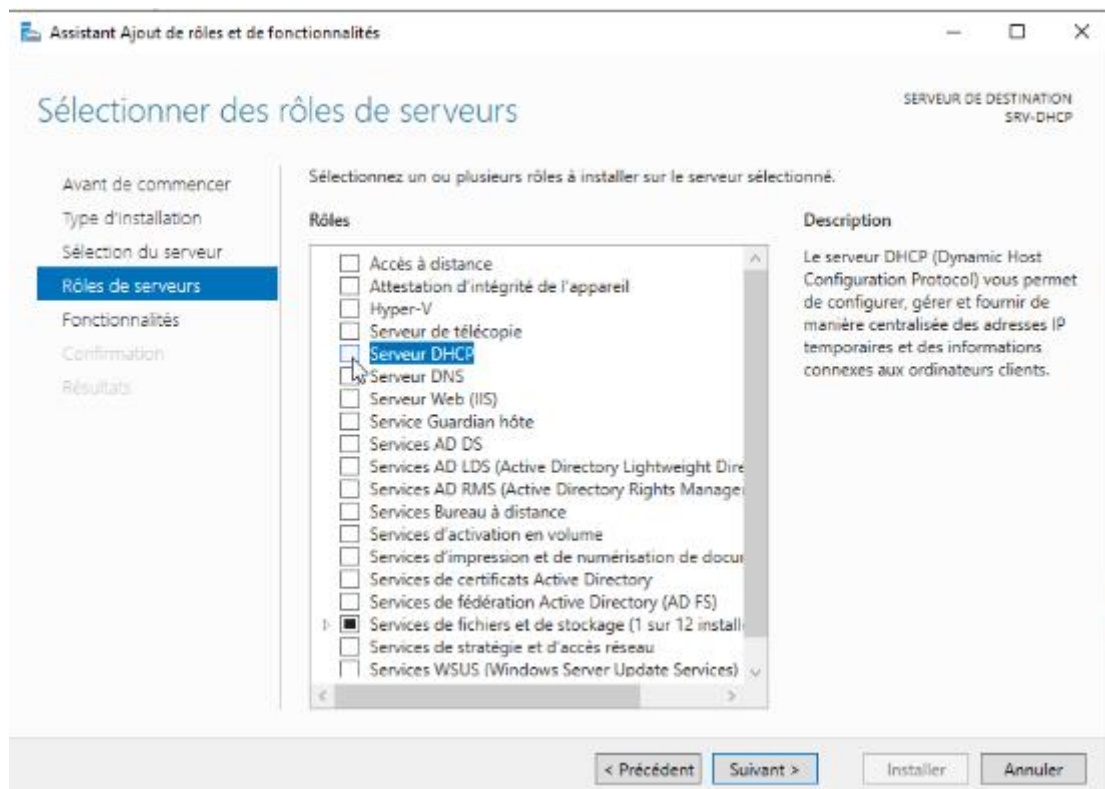 Assistant Ajout de rôles et de fonctionnalités
Sélectionner des rôles de serveurs
SERVEUR DE DESTINATION
SRV-DHCP
Avant de commencer
Type d'installation
Sélection du serveur
Rôles de serveurs
Fonctionnalités
Confirmation
Résultats
Sélectionnez un ou plusieurs rôles à installer sur le serveur sélectionné.
Rôles
Accès à distance
Attestation d'intégrité de l'appareil
Hyper-V
Serveur de télécopie
Serveur DHCP
Serveur DNS
Serveur Web (IIS)
Service Guardian hôte
Services AD DS
Services AD LDS (Active Directory Lightweight Dire
Services AD RMS (Active Directory Rights Manage
Services Bureau à distance
Services d'activation en volume
Services d'impression et de numérisation de docu
Services de certificats Active Directory
Services de fédération Active Directory (AD FS)
Services de fichiers et de stockage (1 sur 12 install
Services de stratégie et d'accès réseau
Services WSUS (Windows Server Update Services)
Description
Le serveur DHCP (Dynamic Host
Configuration Protocol) vous permet
de configurer, gérer et fournir de
manière centralisée des adresses IP
temporaires et des informations
connexes aux ordinateurs clients.
< Précédent
Suivant >
Installer
Annuler